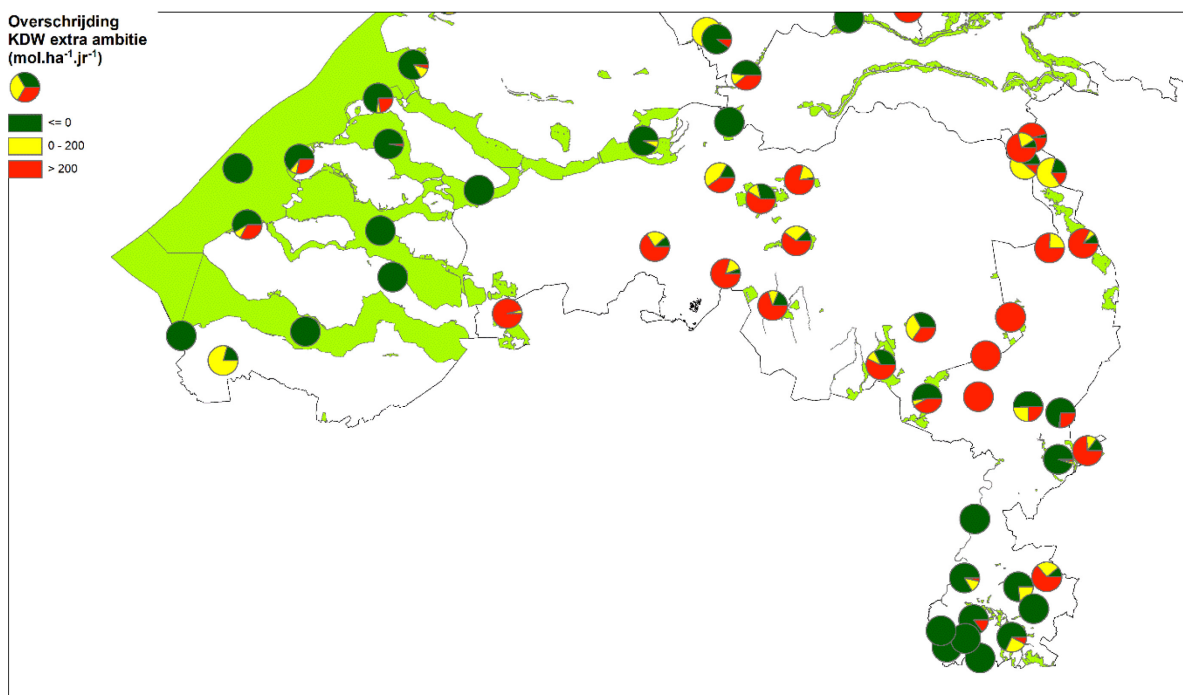 Overschrijding
KDW extra ambitie
(mol.ha⁻¹.jr⁻¹)
<= 0
0 - 200
> 200